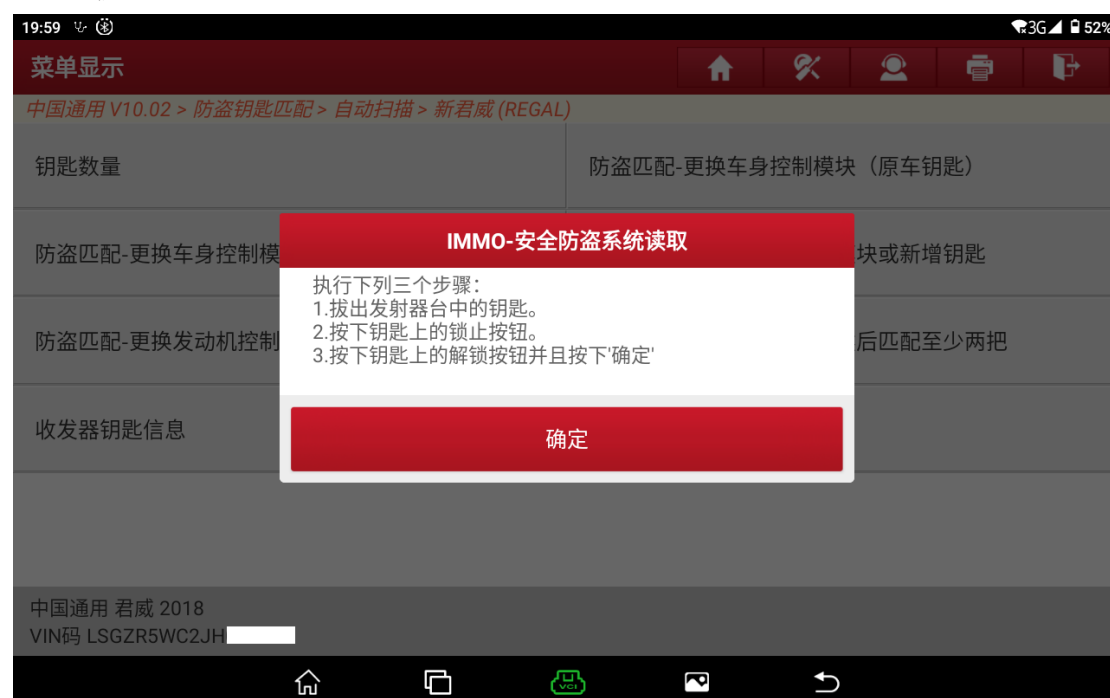 19:59 3G 52%
菜单显示
中国通用 V10.02 > 防盗钥匙匹配 > 自动扫描 > 新君威 (REGAL)
钥匙数量
防盗匹配-更换车身控制模块（原车钥匙）
防盗匹配-更换车身控制模
块或新增钥匙
防盗匹配-更换发动机控制
后匹配至少两把
收发器钥匙信息
IMMO-安全防盗系统读取
执行下列三个步骤：
1.拔出发射器台中的钥匙。
2.按下钥匙上的锁止按钮。
3.按下钥匙上的解锁按钮并且按下'确定'
确定
中国通用 君威 2018
VIN码 LSGZR5WC2JH
VCI